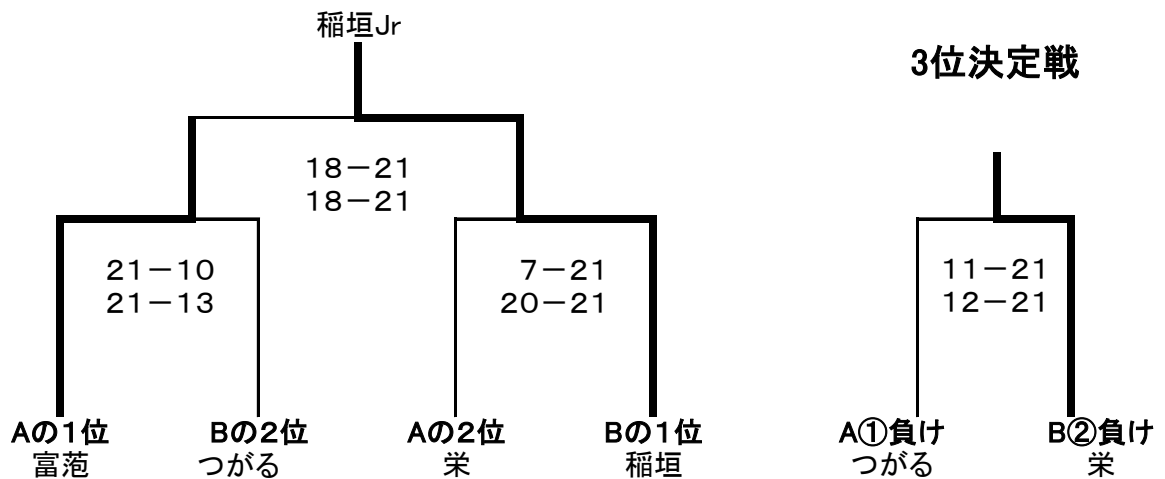 稲垣Jr
3位決定戦
18－21
18－21
21－10
21－13
7－21
20－21
11－21
12－21
Aの1位
Bの2位
Aの2位
Bの1位
A①負け
B②負け
富萢
つがる
栄
稲垣
つがる
栄